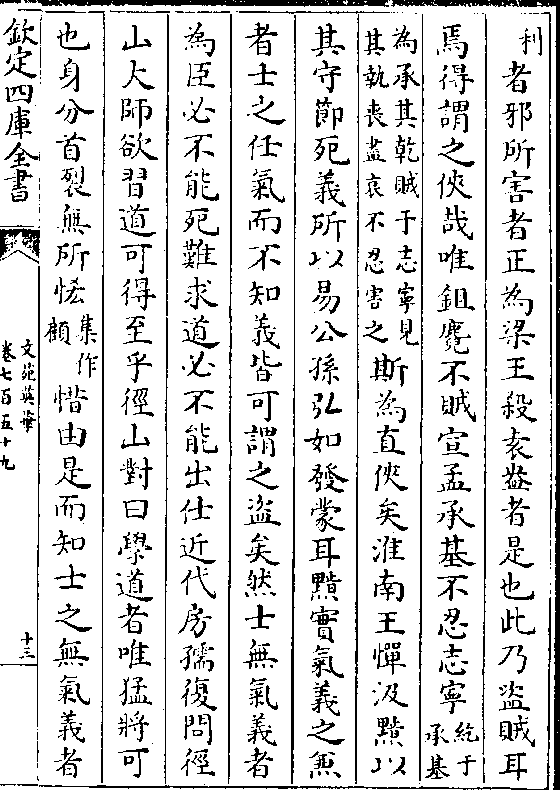 利者邪所害者正為梁王殺袁盎者是也此乃盜賊耳
焉得謂之俠哉唯鉏麑不賊宣孟承基不忍志寧紇于承基
為承其乾賊于志寧見其執喪盡哀不忍害之斯為直俠矣淮南王憚汲黯以
其守節死義所以易公孫弘如發蒙耳黯實氣義之兼
者士之任氣而不知義皆可謂之盜矣然士無氣義者
為臣必不能死難求道必不能出仕近代房孺復問徑
山大師欲習道可得至乎徑山對曰學道者唯猛將可
也身分首裂無所恡集作顧惜由是而知士之無氣義者
欽定四庫全書
文苑英華
卷七百五十九
十三